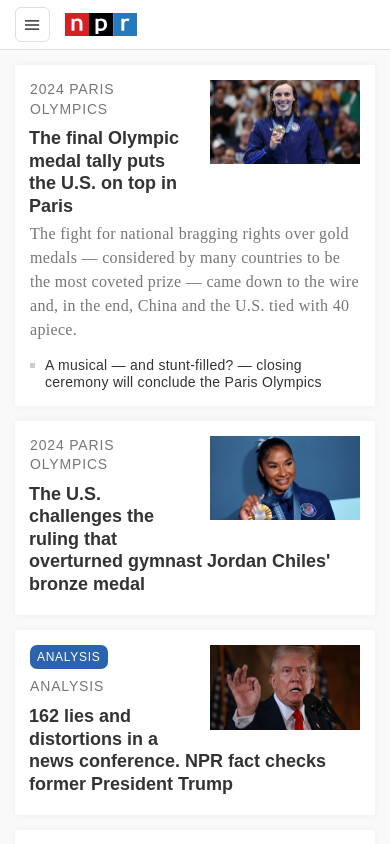 npr
2024 PARIS
OLYMPICS
The final Olympic
medal tally puts
the U.S. on top in
Paris
The fight for national bragging rights over gold
medals — considered by many countries to be
the most coveted prize — came down to the wire
and, in the end, China and the U.S. tied with 40
apiece.
A musical — and stunt-filled? — closing
ceremony will conclude the Paris Olympics
2024 PARIS
OLYMPICS
The U.S.
challenges the
ruling that
overturned gymnast Jordan Chiles'
bronze medal
ANALYSIS
ANALYSIS
162 lies and
distortions in a
news conference. NPR fact checks
former President Trump